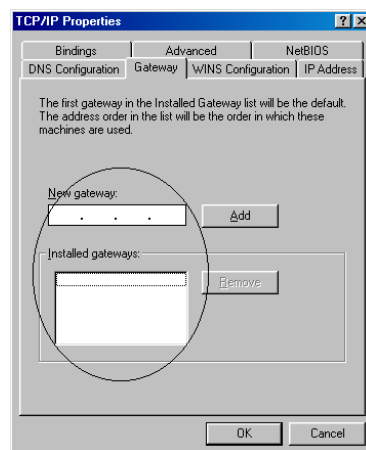 TCP/IP Properties
Bindings Advanced NetBIOS
DNS Configuration Gateway WINS Configuration IP Address
The first gateway in the Installed Gateway list will be the default.
The address order in the list will be the order in which these
machines are used.
New gateway:
. . . Add
Installed gateways:
Remove
OK Cancel